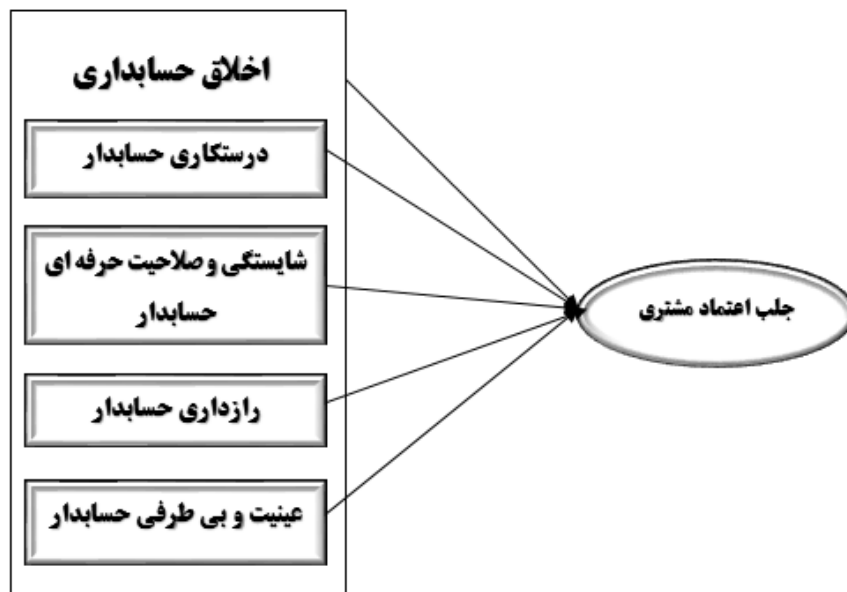 اخلاق حسابداری
درستکاری حسابدار
شایستگی و صلاحیت حرفه ای
حسابدار
رازداری حسابدار
عینیت و بی طرفی حسابدار
جلب اعتماد مشتری